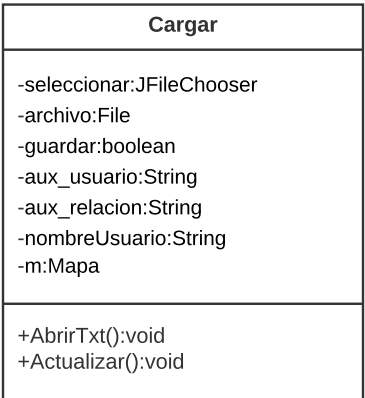 Cargar
-seleccionar:JFileChooser
-archivo:File
-guardar:boolean
-aux_usuario:String
-aux_relacion:String
-nombreUsuario:String
-m:Mapa
+AbrirTxt():void
+Actualizar():void